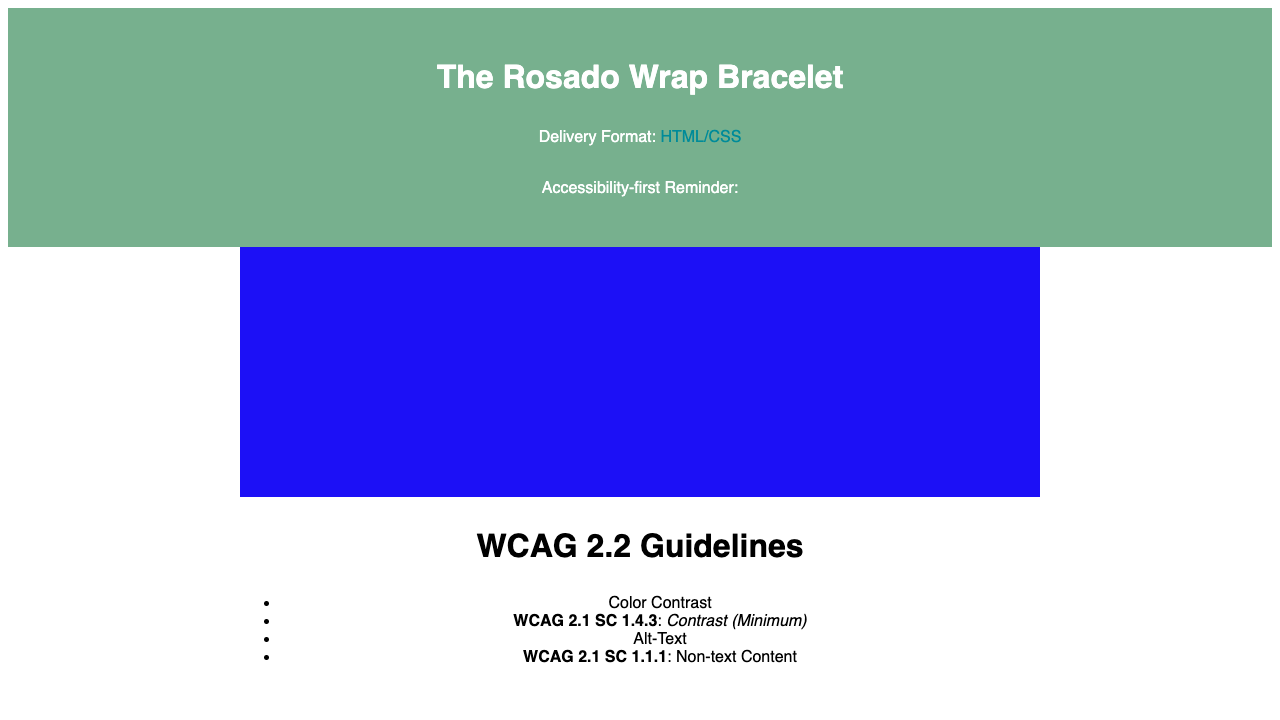 The Rosado Wrap Bracelet
Delivery Format: HTML/CSS
Accessibility-first Reminder:
WCAG 2.2 Guidelines
Color Contrast
WCAG 2.1 SC 1.4.3: Contrast (Minimum)
Alt-Text
WCAG 2.1 SC 1.1.1: Non-text Content